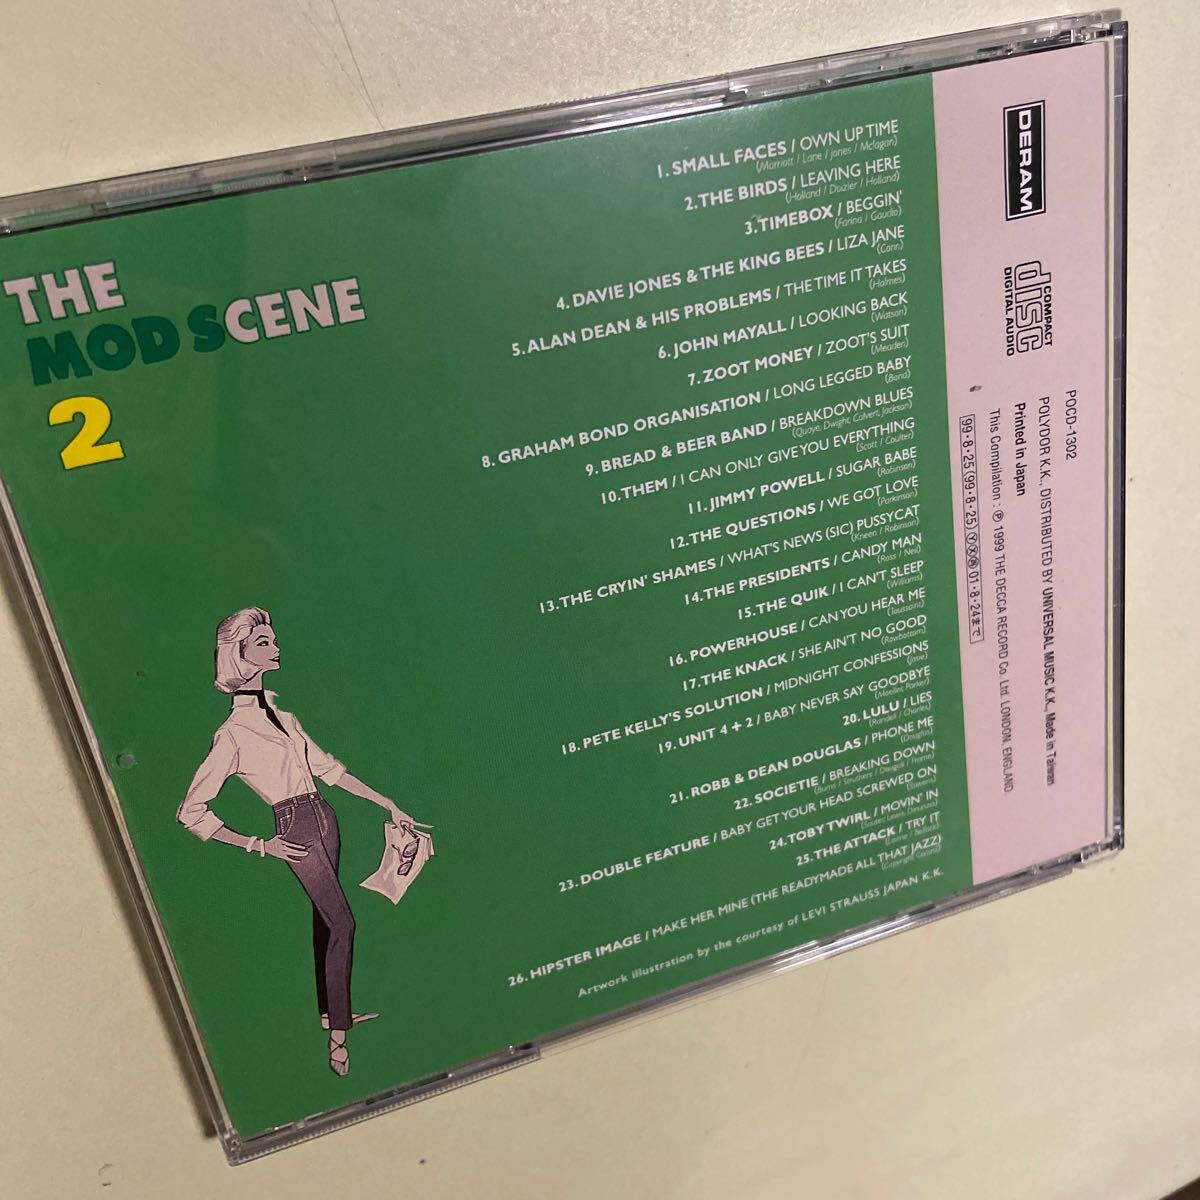 THE
MOD SCENE
2
1. SMALL FACES / OWN UP TIME
(Marriott / Lane / Jones / Mclagan)
2. THE BIRDS / LEAVING HERE
(Holland / Dozier / Holland)
3. TIMEBOX / BEGGIN'
(Farina / Gaudio)
4. DAVIE JONES & THE KING BEES / LIZA JANE
(Conn)
5. ALAN DEAN & HIS PROBLEMS / THE TIME IT TAKES
(Holmes)
6. JOHN MAYALL / LOOKING BACK
(Watson)
7. ZOOT MONEY / ZOOT'S SUIT
(Meaden)
8. GRAHAM BOND ORGANISATION / LONG LEGGED BABY
(Bond)
9. BREAD & BEER BAND / BREAKDOWN BLUES
(Quaye, Dwight, Calvert, Jackson)
10. THEM / I CAN ONLY GIVE YOU EVERYTHING
(Scott / Coulter)
11. JIMMY POWELL / SUGAR BABE
(Robinson)
12. THE QUESTIONS / WE GOT LOVE
(Parkinson)
13. THE CRYIN' SHAMES / WHAT'S NEWS (SIC) PUSSYCAT
(Kneen / Robinson)
14. THE PRESIDENTS / CANDY MAN
(Ross / Neil)
15. THE QUIK / I CAN'T SLEEP
(Williams)
16. POWERHOUSE / CAN YOU HEAR ME
(Toussaint)
17. THE KNACK / SHE AIN'T NO GOOD
(Rowbottom)
18. PETE KELLY'S SOLUTION / MIDNIGHT CONFESSIONS
19. UNIT 4 + 2 / BABY NEVER SAY GOODBYE
(Moeller, Parker)
20. LULU / LIES
(Randell / Charles)
21. ROBB & DEAN DOUGLAS / PHONE ME
(Douglas)
22. SOCIETIE / BREAKING DOWN
(Burns / Struthers / Dougall / Frame)
23. DOUBLE FEATURE / BABY GET YOUR HEAD SCREWED ON
(Stevens)
24. TOBY TWIRL / MOVIN' IN
25. THE ATTACK / TRY IT
26. HIPSTER IMAGE / MAKE HER MINE (THE READYMADE ALL THAT JAZZ)
(Copyright Control)
Artwork illustration by the courtesy of LEVI STRAUSS JAPAN K.K.
DERAM
COMPACT
disc
DIGITAL AUDIO
POCD-1302
POLYDOR K.K., DISTRIBUTED BY UNIVERSAL MUSIC K.K., Made in Taiwan
Printed in Japan
This Compilation : ℗ 1999 THE DECCA RECORD Co. Ltd. LONDON, ENGLAND.
99・8・25 (99・8・25) 01・8・24まで